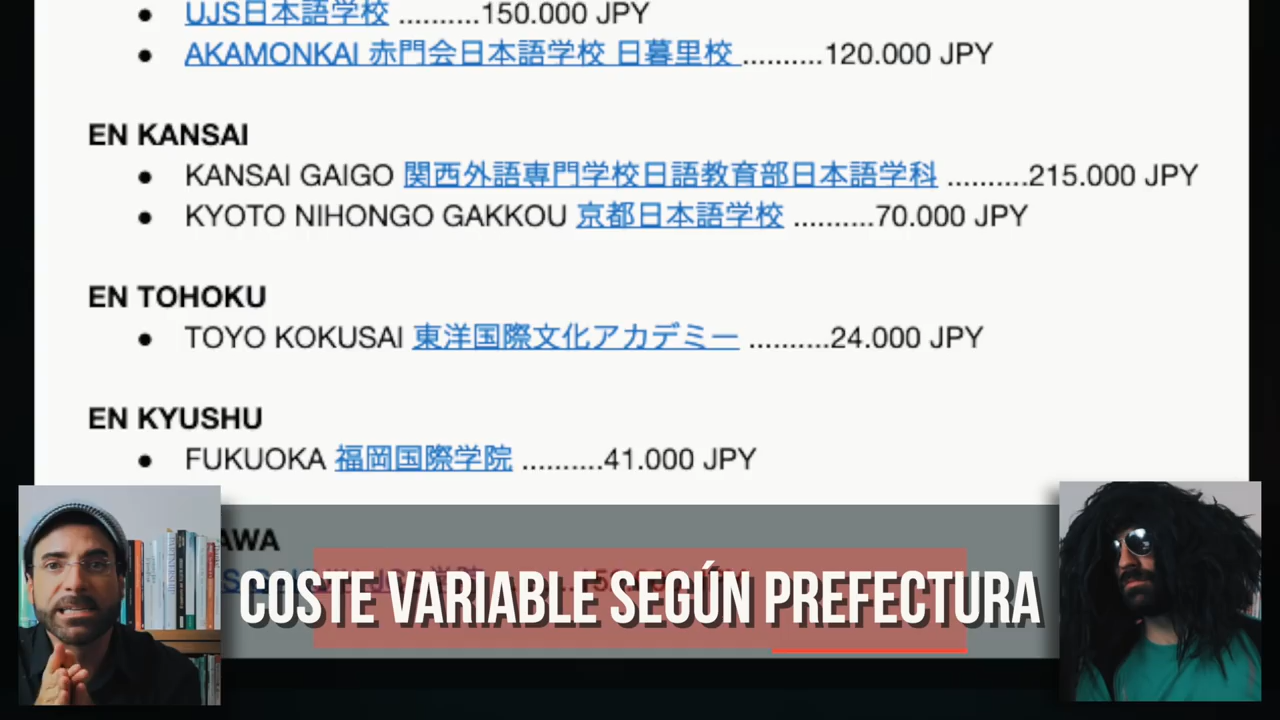 UJS日本語学校 ..........150.000 JPY
AKAMONKAI 赤門会日本語学校 日暮里校 ..........120.000 JPY
EN KANSAI
KANSAI GAIGO 関西外語専門学校日語教育部日本語学科 ..........215.000 JPY
KYOTO NIHONGO GAKKOU 京都日本語学校 ..........70.000 JPY
EN TOHOKU
TOYO KOKUSAI 東洋国際文化アカデミー ..........24.000 JPY
EN KYUSHU
FUKUOKA 福岡国際学院 ..........41.000 JPY
COSTE VARIABLE SEGÚN PREFECTURA